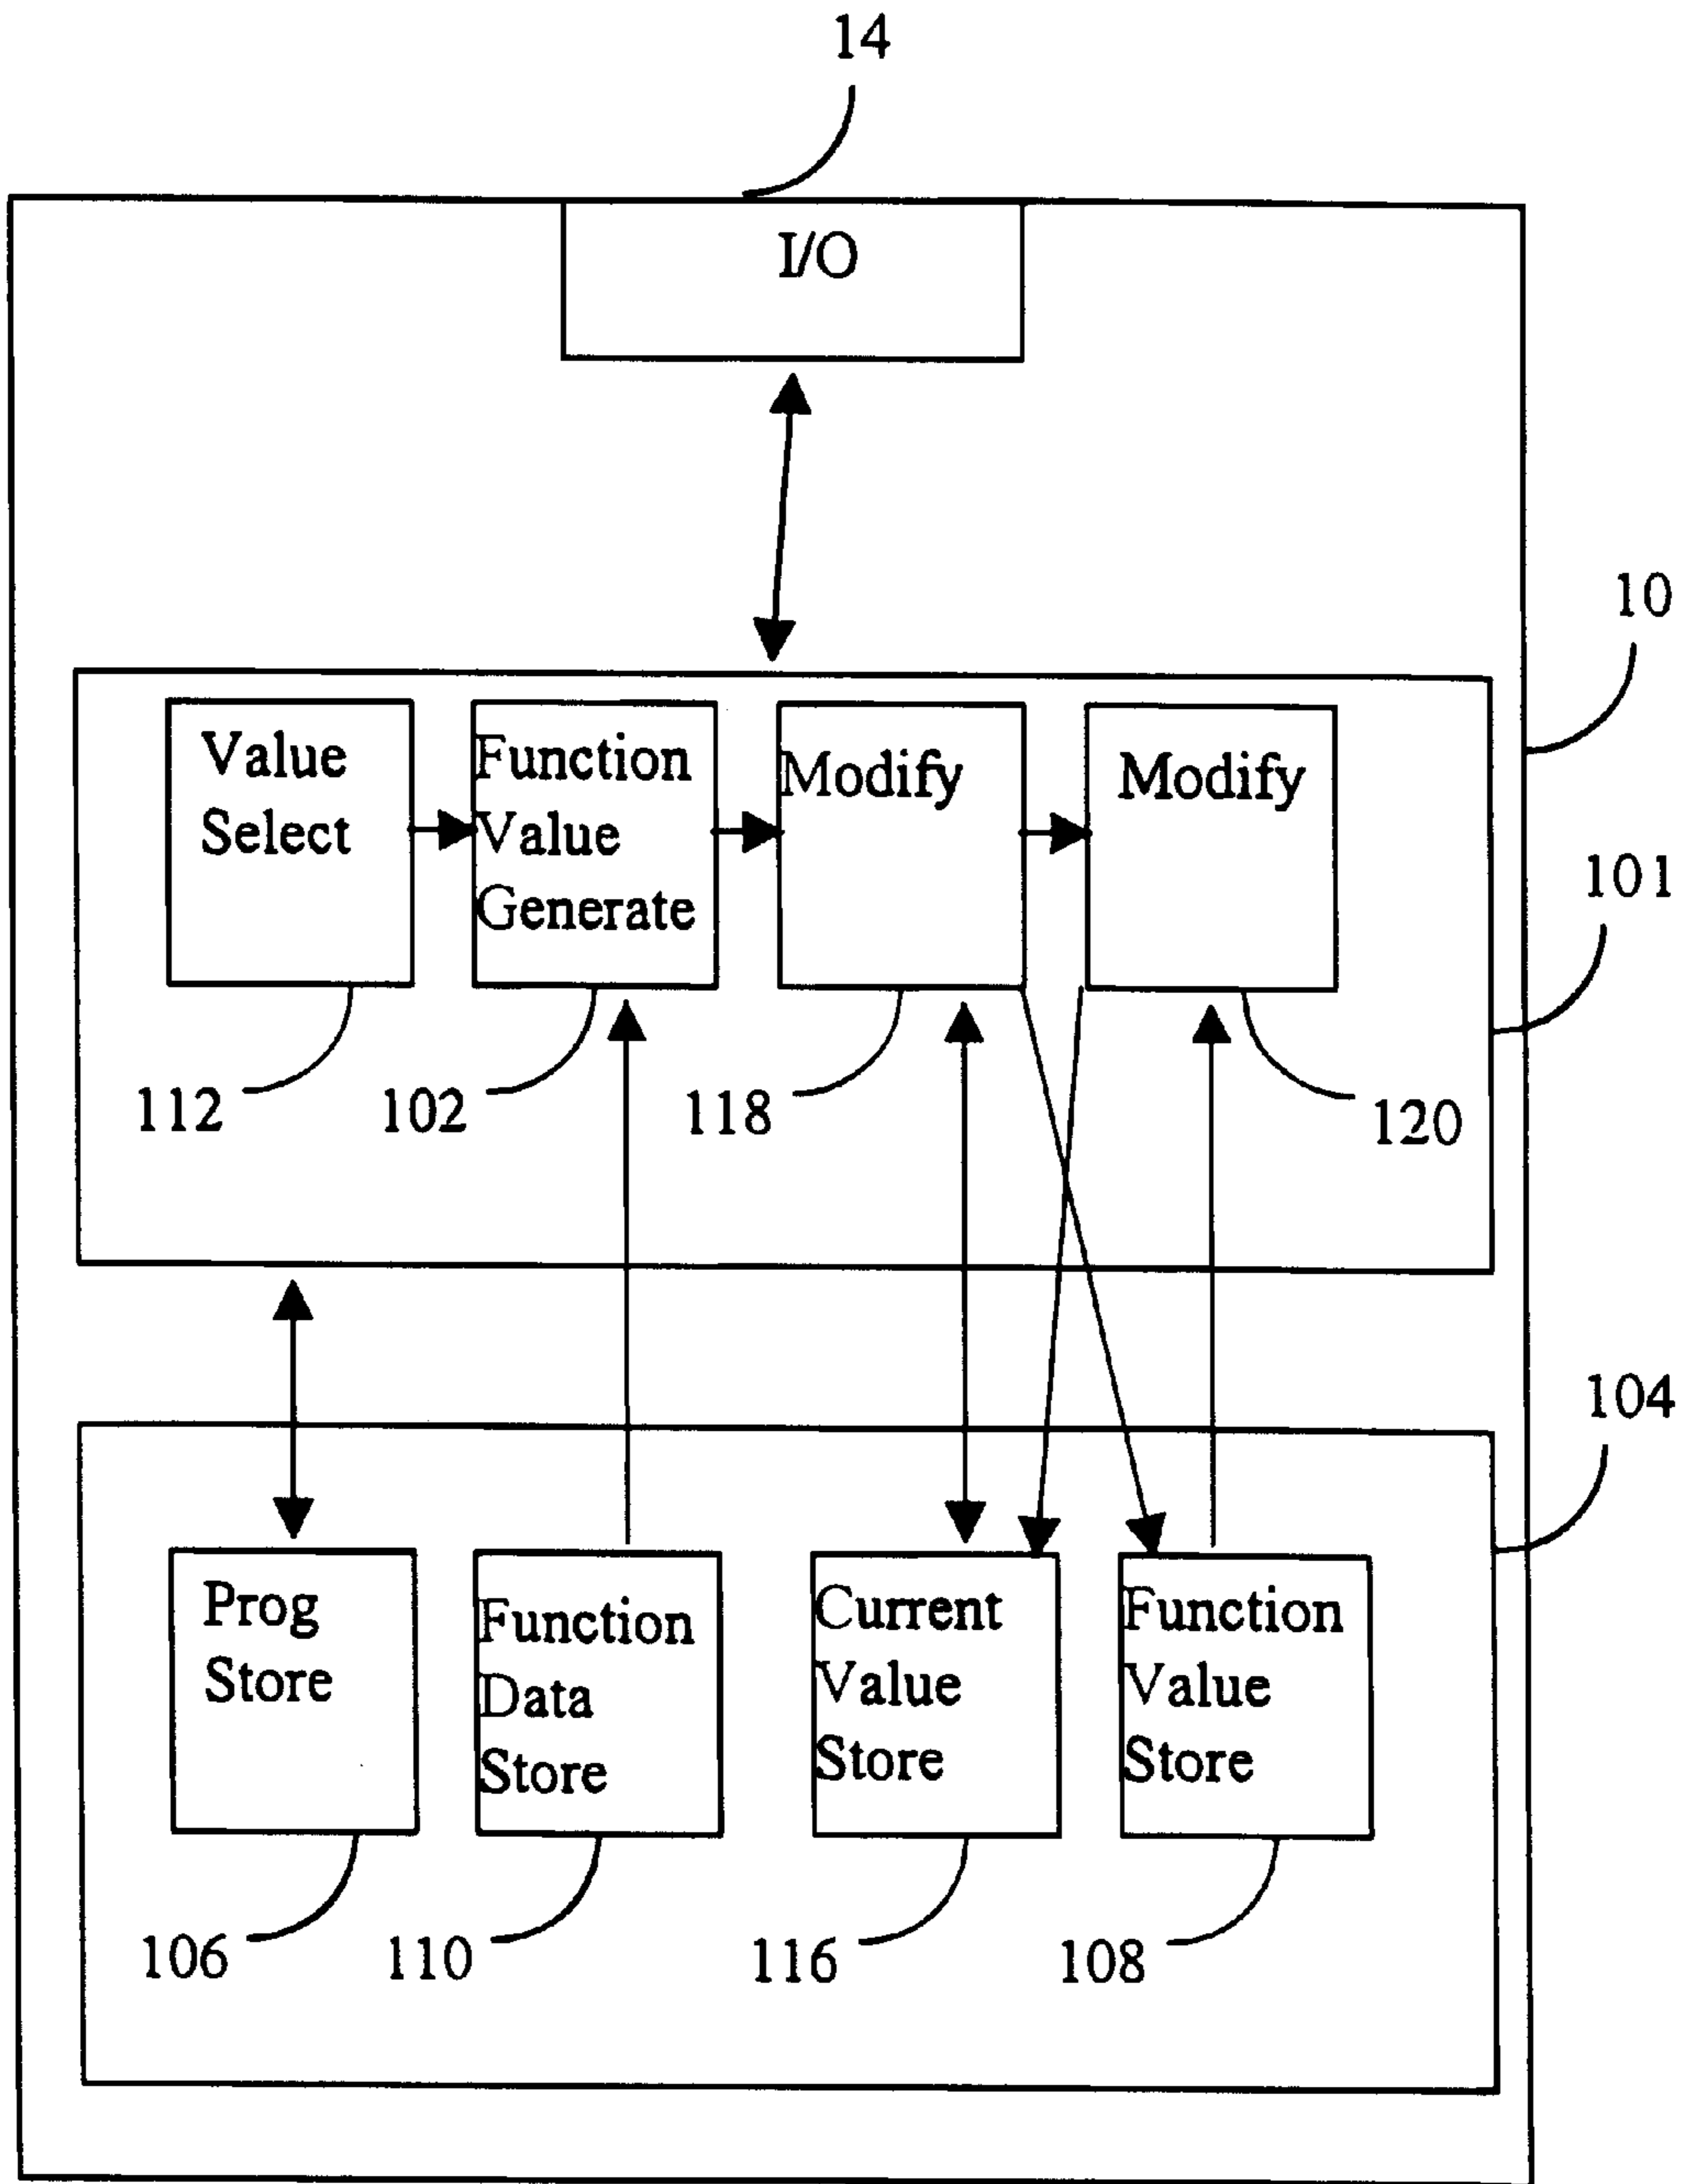 14
I/O
10
Value
Select
Function
Value
Generate
Modify
Modify
101
112
102
118
120
104
Prog
Store
Function
Data
Store
Current
Value
Store
Function
Value
Store
106
110
116
108